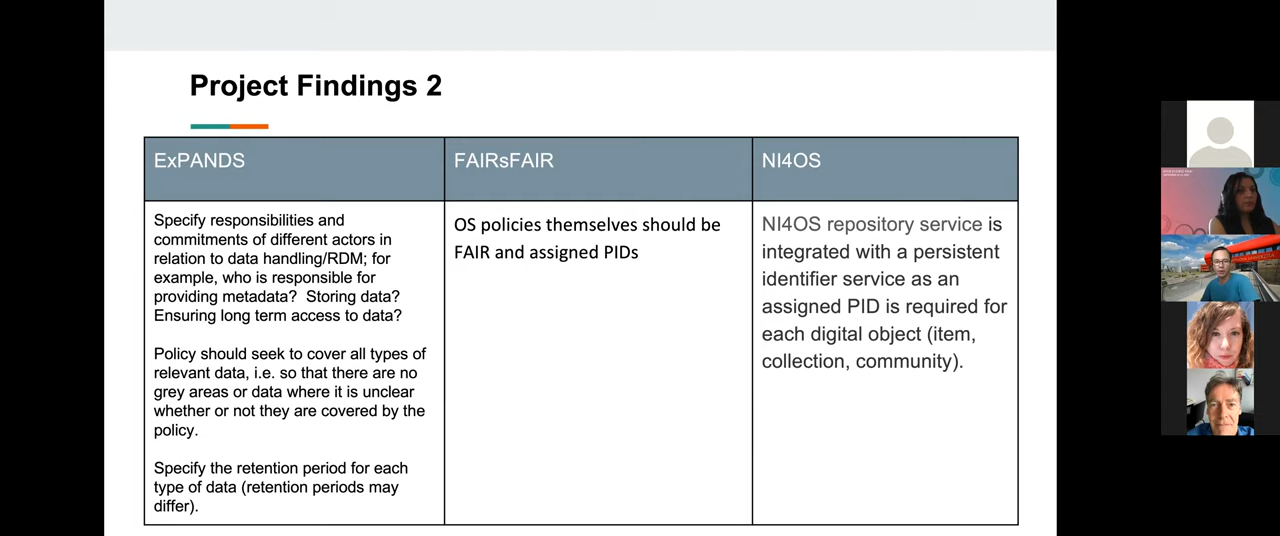 Project Findings 2
ExPANDS
FAIRsFAIR
NI4OS
Specify responsibilities and
commitments of different actors in
relation to data handling/RDM; for
example, who is responsible for
providing metadata?  Storing data?
Ensuring long term access to data?
Policy should seek to cover all types of
relevant data, i.e. so that there are no
grey areas or data where it is unclear
whether or not they are covered by the
policy.
Specify the retention period for each
type of data (retention periods may
differ).
OS policies themselves should be
FAIR and assigned PIDs
NI4OS repository service is
integrated with a persistent
identifier service as an
assigned PID is required for
each digital object (item,
collection, community).